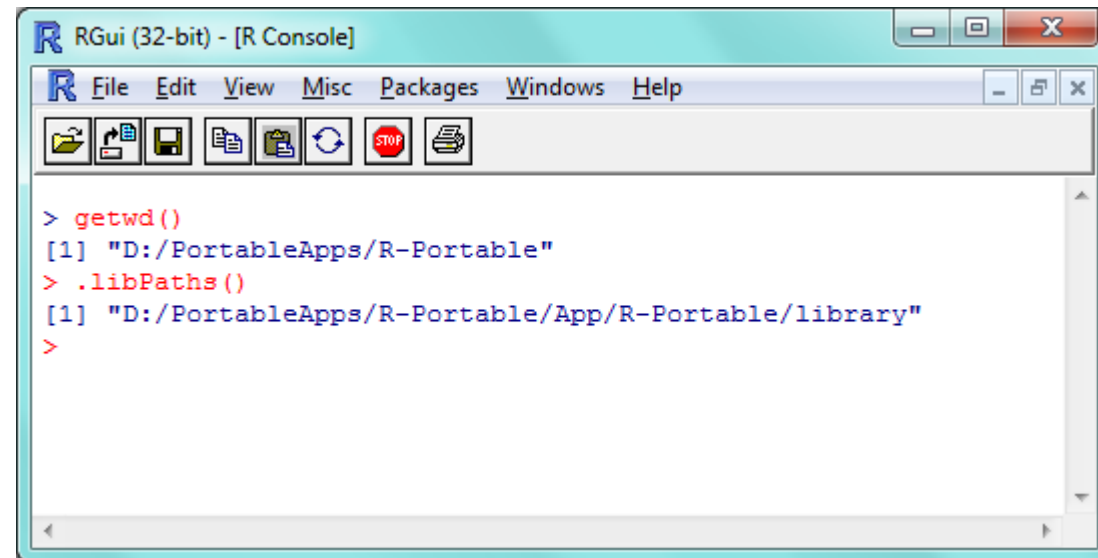 RGui (32-bit) - [R Console]
File Edit View Misc Packages Windows Help
STOP
> getwd()
[1] "D:/PortableApps/R-Portable"
> .libPaths()
[1] "D:/PortableApps/R-Portable/App/R-Portable/library"
>